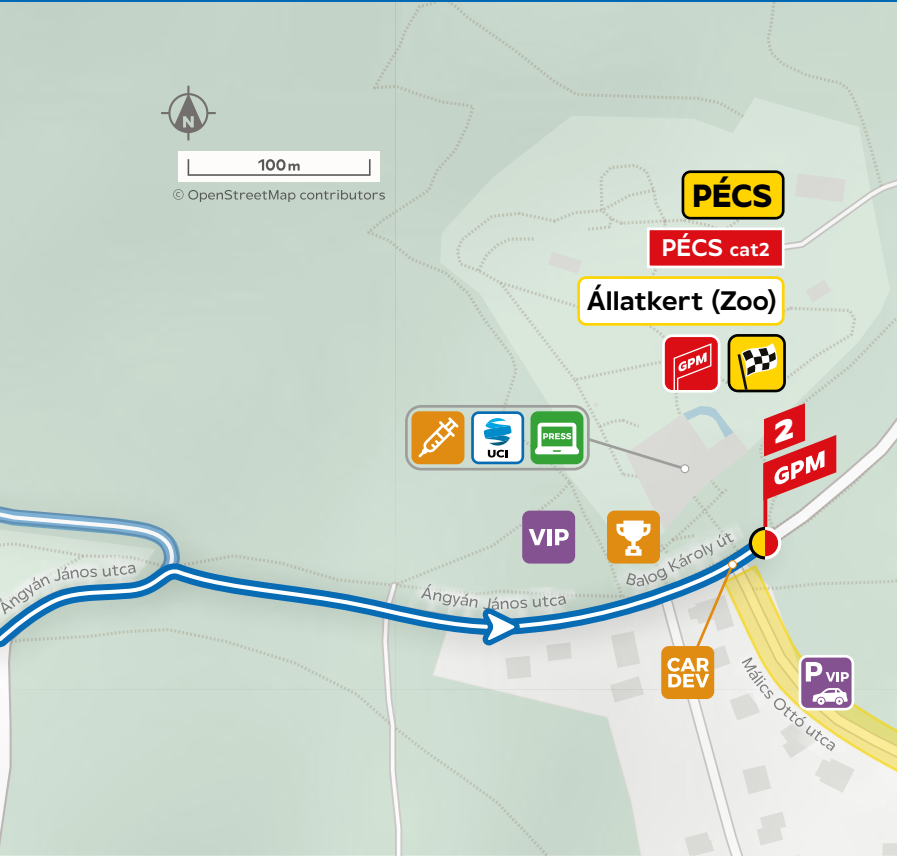 N
100 m
© OpenStreetMap contributors
PÉCS
PÉCS cat2
Állatkert (Zoo)
GPM
UCI
PRESS
2
GPM
VIP
Balog Károly út
Ángyán János utca
Ángyán János utca
CAR
DEV
P VIP
Málics Ottó utca